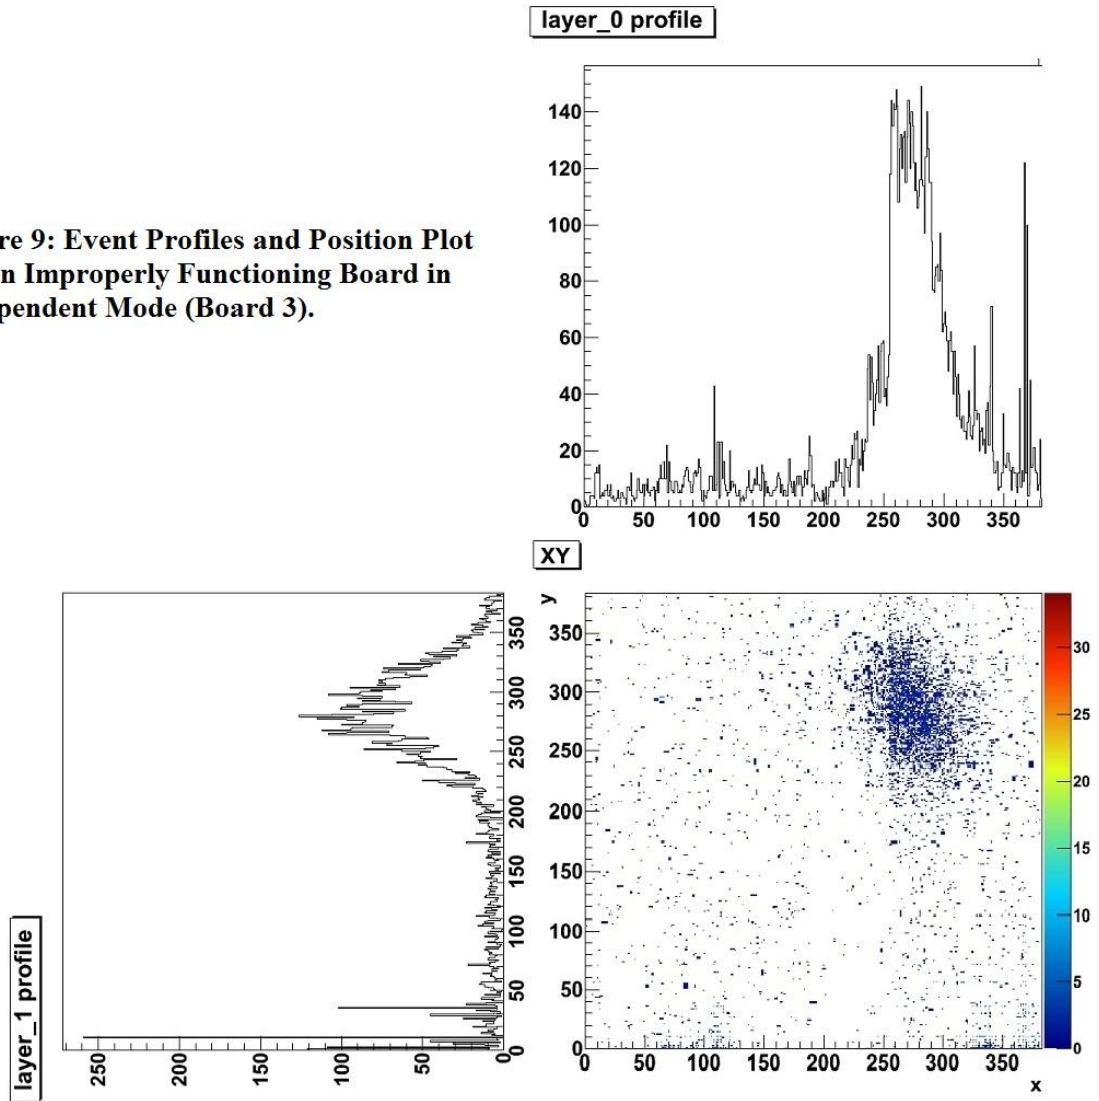 layer_0 profile
140
120
100
80
60
40
20
0
0 50 100 150 200 250 300 350
re 9: Event Profiles and Position Plot
n Improperly Functioning Board in
pendent Mode (Board 3).
XY
layer_1 profile
250 200 150 100 50 0
350
300
250
200
150
100
50
0
y
350
300
250
200
150
100
50
0
0 50 100 150 200 250 300 350
x
30
25
20
15
10
5
0